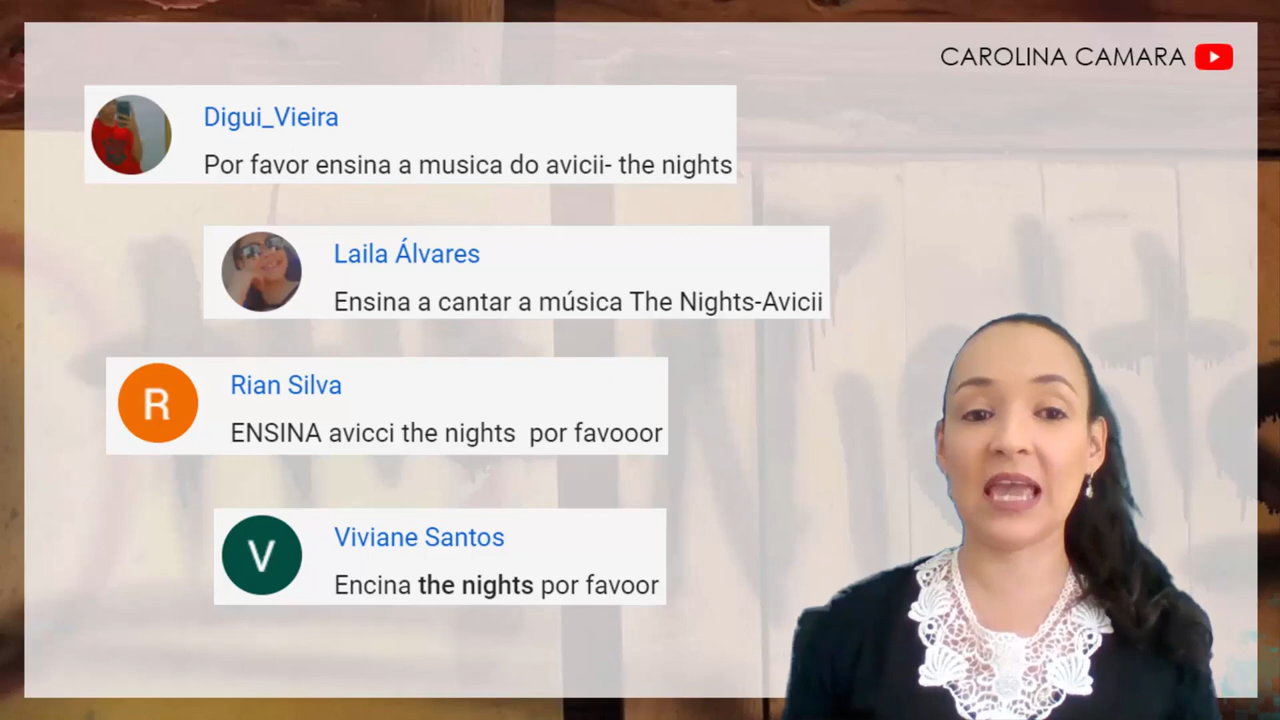 CAROLINA CAMARA
Digui_Vieira
Por favor ensina a musica do avicii- the nights
Laila Álvares
Ensina a cantar a música The Nights-Avicii
R
Rian Silva
ENSINA avicci the nights  por favooor
V
Viviane Santos
Encina the nights por favoor